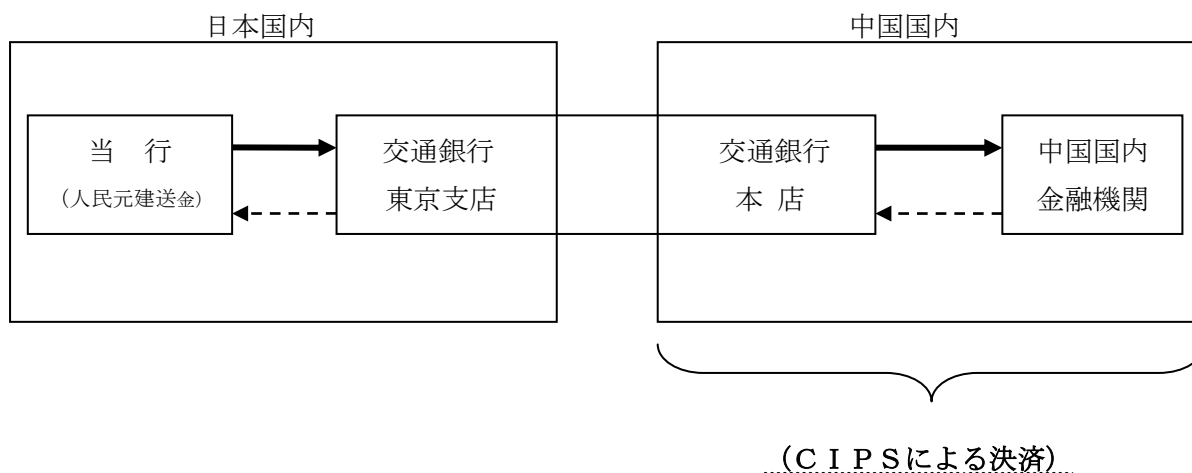 日本国内
中国国内
当 行
(人民元建送金)
交通銀行
東京支店
交通銀行
本 店
中国国内
金融機関
(CIPSによる決済)